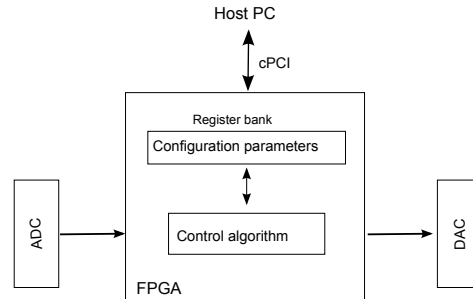 Host PC
cPCI
Register bank
Configuration parameters
ADC
Control algorithm
DAC
FPGA